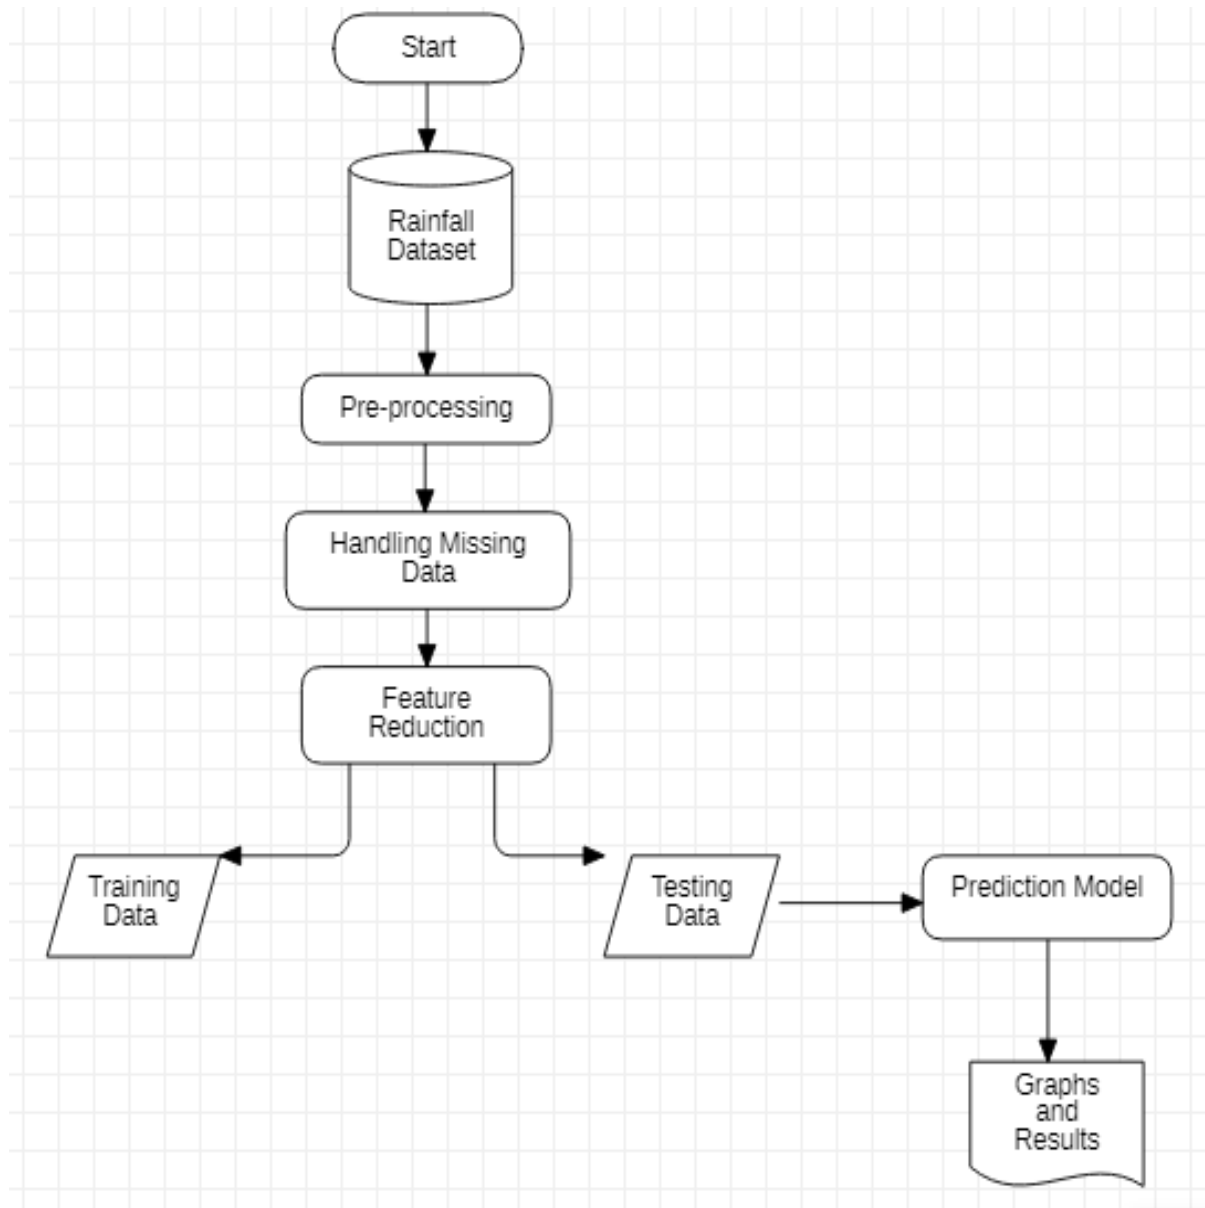 Start
Rainfall
Dataset
Pre-processing
Handling Missing
Data
Feature
Reduction
Training
Data
Testing
Data
Prediction Model
Graphs
and
Results